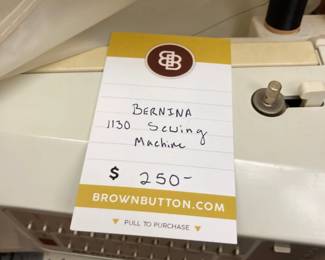 BB
BERNINA
1130 Sewing
Machine
$ 250-
BROWNBUTTON.COM
PULL TO PURCHASE